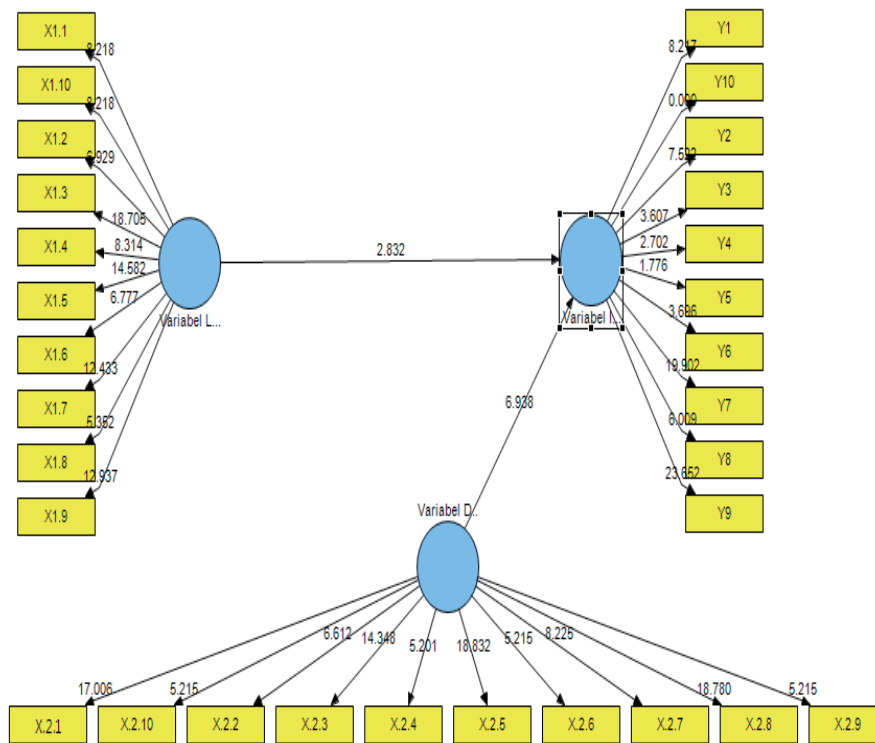 X1.1
8.218
X1.10
8.218
X1.2
6.929
X1.3
18.705
X1.4
8.314
X1.5
14.582
X1.6
6.777
X1.7
12.433
X1.8
5.352
X1.9
12.937
Variabel L...
2.832
Variabel I....
6.938
Variabel D..
Y1
8.217
Y10
0.000
Y2
7.532
Y3
3.607
Y4
2.702
Y5
1.776
Y6
3.696
Y7
19.902
Y8
6.009
Y9
23.652
17.006
5.215
6.612
14.348
5.201
18.832
5.215
8.225
18.780
5.215
X.2.1
X.2.10
X.2.2
X.2.3
X.2.4
X.2.5
X.2.6
X.2.7
X.2.8
X.2.9